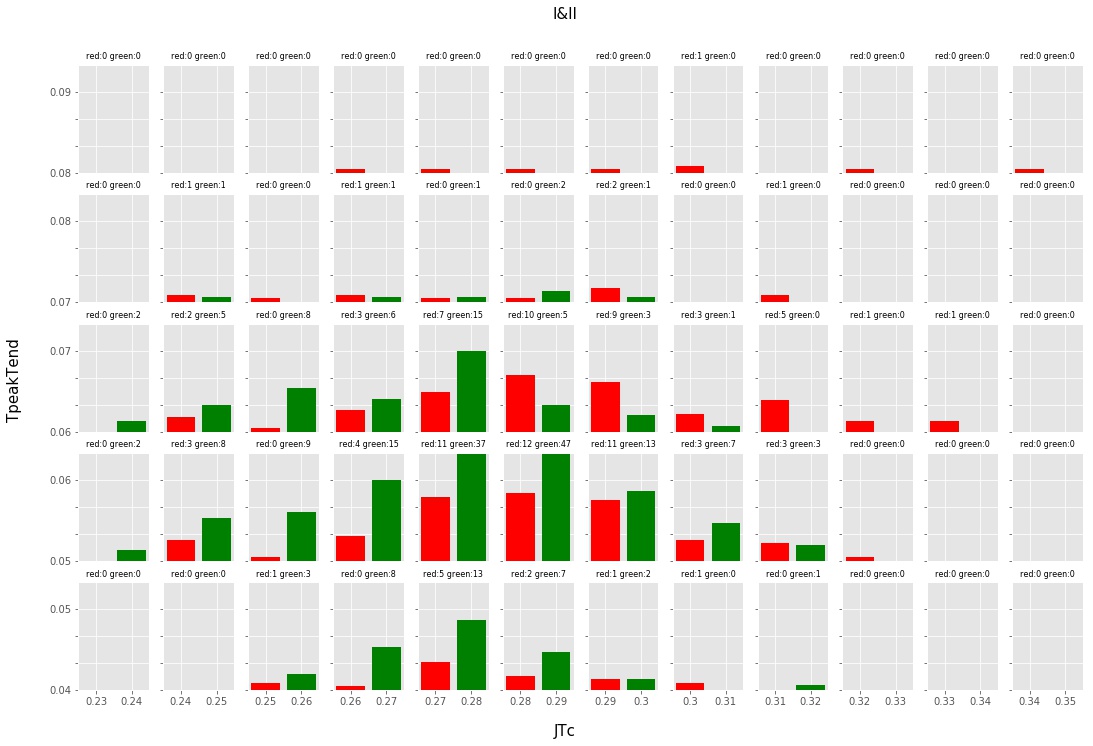 I&II
red:0 green:0 red:0 green:0 red:0 green:0 red:0 green:0 red:0 green:0 red:0 green:0 red:0 green:0 red:1 green:0 red:0 green:0 red:0 green:0 red:0 green:0 red:0 green:0
0.09
0.08
red:0 green:0 red:1 green:1 red:0 green:0 red:1 green:1 red:0 green:1 red:0 green:2 red:2 green:1 red:0 green:0 red:1 green:0 red:0 green:0 red:0 green:0 red:0 green:0
0.08
0.07
red:0 green:2 red:2 green:5 red:0 green:8 red:3 green:6 red:7 green:15 red:10 green:5 red:9 green:3 red:3 green:1 red:5 green:0 red:1 green:0 red:1 green:0 red:0 green:0
0.07
0.06
TpeakTend
red:0 green:2 red:3 green:8 red:0 green:9 red:4 green:15 red:11 green:37 red:12 green:47 red:11 green:13 red:3 green:7 red:3 green:3 red:0 green:0 red:0 green:0 red:0 green:0
0.06
0.05
red:0 green:0 red:0 green:0 red:1 green:3 red:0 green:8 red:5 green:13 red:2 green:7 red:1 green:2 red:1 green:0 red:0 green:1 red:0 green:0 red:0 green:0 red:0 green:0
0.05
0.04
0.23 0.24 0.24 0.25 0.25 0.26 0.26 0.27 0.27 0.28 0.28 0.29 0.29 0.3 0.3 0.31 0.31 0.32 0.32 0.33 0.33 0.34 0.34 0.35
JTc